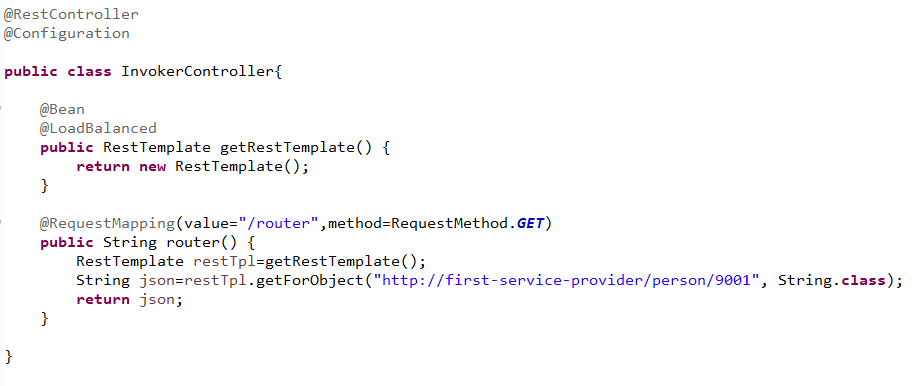 @RestController
@Configuration
public class InvokerController{
@Bean
@LoadBalanced
public RestTemplate getRestTemplate() {
return new RestTemplate();
}
@RequestMapping(value="/router",method=RequestMethod.GET)
public String router() {
RestTemplate restTpl=getRestTemplate();
String json=restTpl.getForObject("http://first-service-provider/person/9001", String.class);
return json;
}
}